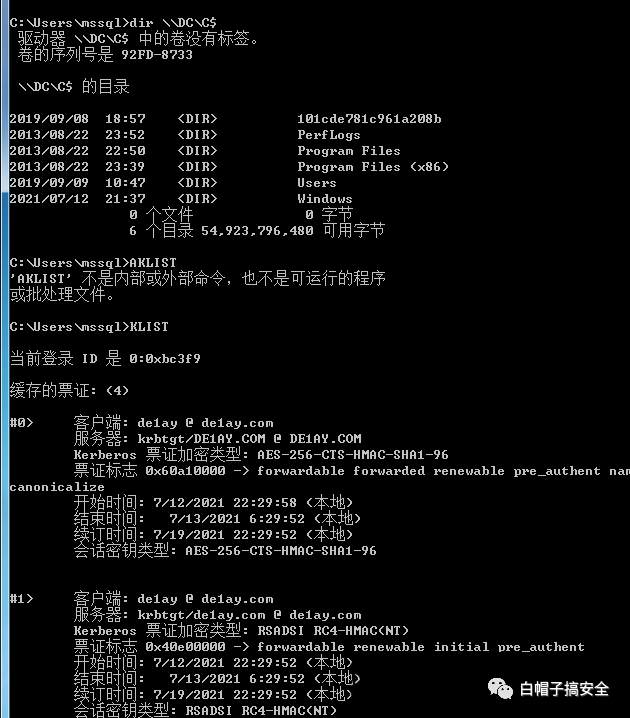 C:\Users\mssql>dir \\DC\C$
驱动器 \\DC\C$ 中的卷没有标签。
卷的序列号是 92FD-8733
\\DC\C$ 的目录
2019/09/08 18:57 <DIR> 101cde781c961a208b
2013/08/22 23:52 <DIR> PerfLogs
2013/08/22 22:50 <DIR> Program Files
2013/08/22 23:39 <DIR> Program Files (x86)
2019/09/09 10:47 <DIR> Users
2021/07/12 21:37 <DIR> Windows
0 个文件 0 字节
6 个目录 54,923,796,480 可用字节
C:\Users\mssql>AKLIST
'AKLIST' 不是内部或外部命令，也不是可运行的程序
或批处理文件。
C:\Users\mssql>KLIST
当前登录 ID 是 0:0xbc3f9
缓存的票证: (4)
#0> 客户端: de1ay @ de1ay.com
服务器: krbtgt/DE1AY.COM @ DE1AY.COM
Kerberos 票证加密类型: AES-256-CTS-HMAC-SHA1-96
票证标志 0x60a10000 -> forwardable forwarded renewable pre_authent nam
canonicalize
开始时间: 7/12/2021 22:29:58 (本地)
结束时间: 7/13/2021 6:29:52 (本地)
续订时间: 7/19/2021 22:29:52 (本地)
会话密钥类型: AES-256-CTS-HMAC-SHA1-96
#1> 客户端: de1ay @ de1ay.com
服务器: krbtgt/de1ay.com @ de1ay.com
Kerberos 票证加密类型: RSADSI RC4-HMAC(NT)
票证标志 0x40e00000 -> forwardable renewable initial pre_authent
开始时间: 7/12/2021 22:29:52 (本地)
结束时间: 7/13/2021 6:29:52 (本地)
续订时间: 7/19/2021 22:29:52 (本地)
会话密钥类型: RSADSI RC4-HMAC(NT)
白帽子搞安全